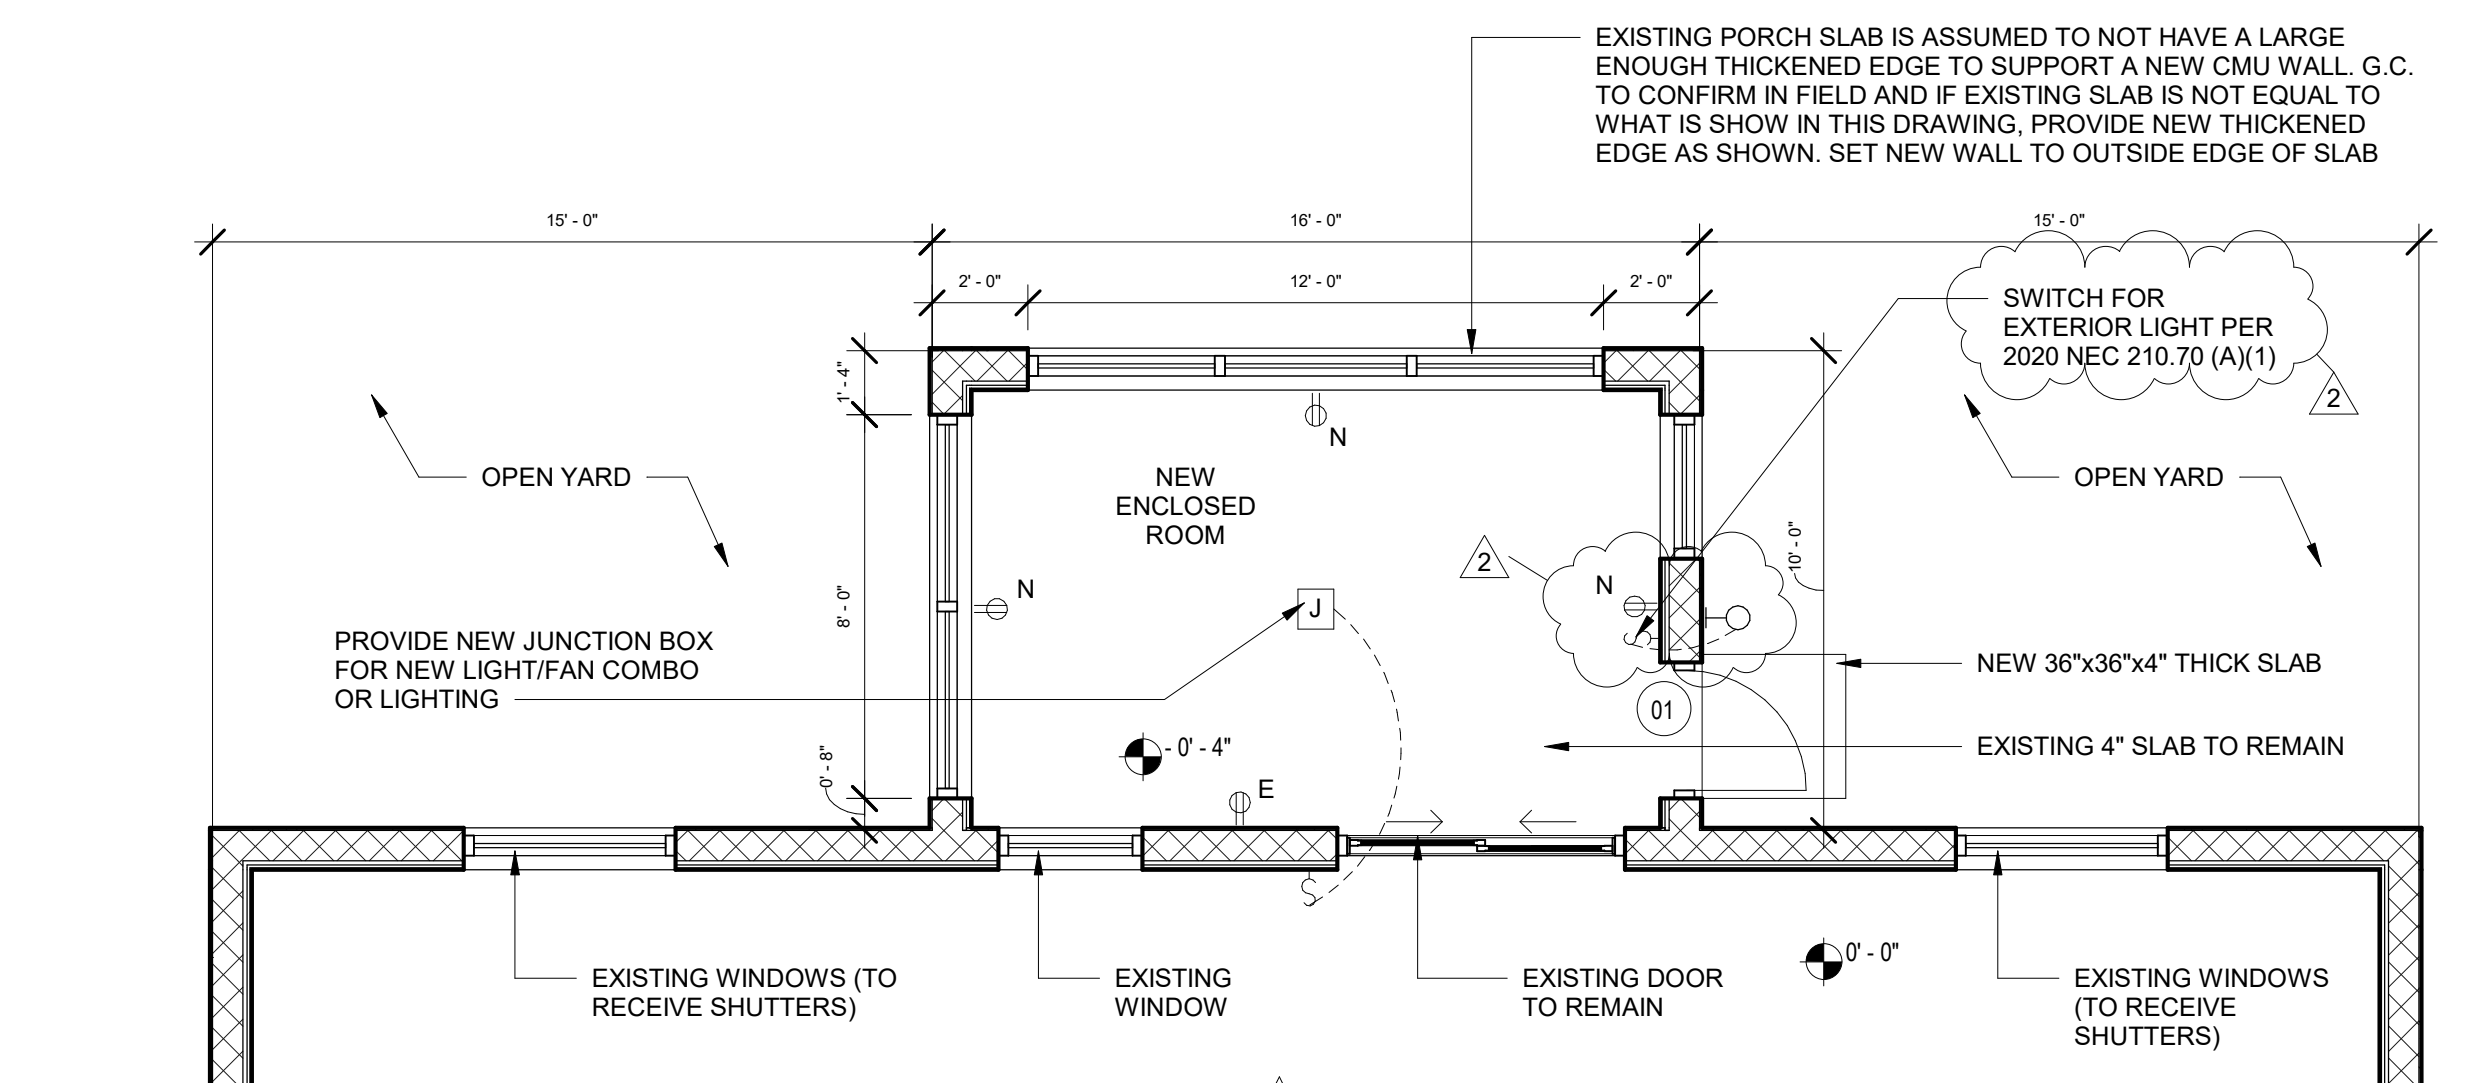 EXISTING PORCH SLAB IS ASSUMED TO NOT HAVE A LARGE
ENOUGH THICKENED EDGE TO SUPPORT A NEW CMU WALL. G.C.
TO CONFIRM IN FIELD AND IF EXISTING SLAB IS NOT EQUAL TO
WHAT IS SHOW IN THIS DRAWING, PROVIDE NEW THICKENED
EDGE AS SHOWN. SET NEW WALL TO OUTSIDE EDGE OF SLAB
15' - 0"
16' - 0"
15' - 0"
2' - 0"
12' - 0"
2' - 0"
SWITCH FOR
EXTERIOR LIGHT PER
2020 NEC 210.70 (A)(1)
2
1' - 4"
N
OPEN YARD
NEW
ENCLOSED
ROOM
OPEN YARD
10' - 0"
2
N
N
J
S
8' - 0"
PROVIDE NEW JUNCTION BOX
FOR NEW LIGHT/FAN COMBO
OR LIGHTING
NEW 36"x36"x4" THICK SLAB
01
- 0' - 4"
EXISTING 4" SLAB TO REMAIN
0' - 8"
E
S
0' - 0"
EXISTING WINDOWS (TO
RECEIVE SHUTTERS)
EXISTING
WINDOW
EXISTING DOOR
TO REMAIN
EXISTING WINDOWS
(TO RECEIVE
SHUTTERS)